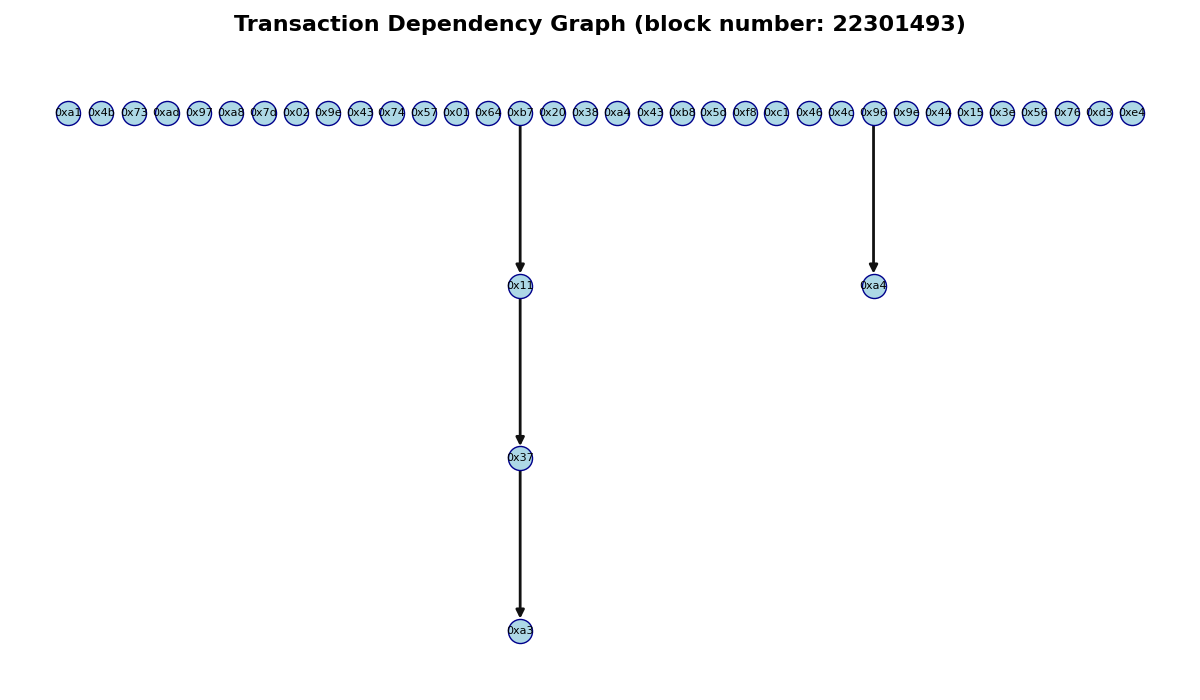 Transaction Dependency Graph (block number: 22301493)
0xa1 0x4b 0x73 0xad 0x97 0xa8 0x7d 0x02 0x9e 0x43 0x74 0x57 0x01 0x64 0xb7 0x20 0x38 0xa4 0x43 0xb8 0x5d 0xf8 0xc1 0x46 0x4c 0x96 0x9e 0x44 0x15 0x3e 0x56 0x76 0xd3 0xe4
0x11 0xa4
0x37
0xa3